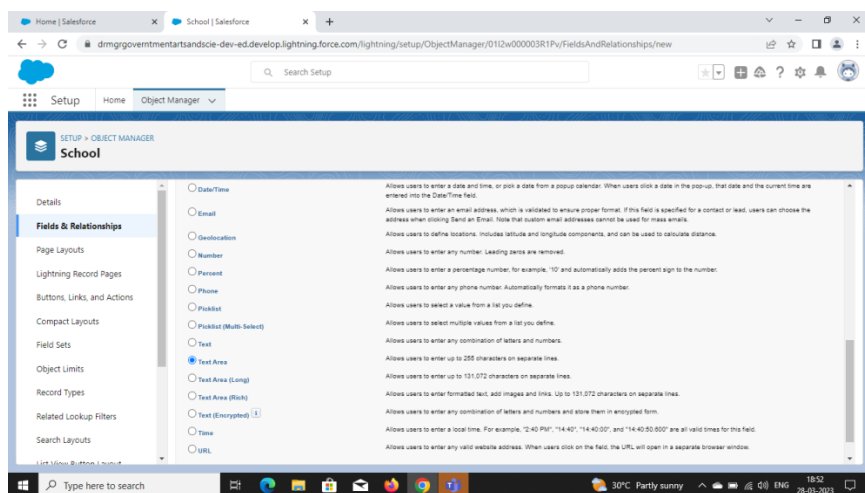 Home | Salesforce
School | Salesforce
drmgrgoverntmentartsandscie-dev-ed.develop.lightning.force.com/lightning/setup/ObjectManager/01I2w000003R1Pv/FieldsAndRelationships/new
Search Setup
Setup Home Object Manager
SETUP > OBJECT MANAGER
School
Details
Fields & Relationships
Page Layouts
Lightning Record Pages
Buttons, Links, and Actions
Compact Layouts
Field Sets
Object Limits
Record Types
Related Lookup Filters
Search Layouts
List View Button Layout
Date/Time Allows users to enter a date and time, or pick a date from a popup calendar. When users click a date in the pop-up, that date and the current time are
entered into the Date/Time field.
Email Allows users to enter an email address, which is validated to ensure proper format. If this field is specified for a contact or lead, users can choose the
address when clicking Send an Email. Note that custom email addresses cannot be used for mass emails.
Geolocation Allows users to define locations. Includes latitude and longitude components, and can be used to calculate distance.
Number Allows users to enter any number. Leading zeros are removed.
Percent Allows users to enter a percentage number, for example, '10' and automatically adds the percent sign to the number.
Phone Allows users to enter any phone number. Automatically formats it as a phone number.
Picklist Allows users to select a value from a list you define.
Picklist (Multi-Select) Allows users to select multiple values from a list you define.
Text Allows users to enter any combination of letters and numbers.
Text Area Allows users to enter up to 255 characters on separate lines.
Text Area (Long) Allows users to enter up to 131,072 characters on separate lines.
Text Area (Rich) Allows users to enter formatted text, add images and links. Up to 131,072 characters on separate lines.
Text (Encrypted) i Allows users to enter any combination of letters and numbers and store them in encrypted form.
Time Allows users to enter a local time. For example, "2:40 PM", "14:40", "14:40:00", and "14:40:50.600" are all valid times for this field.
URL Allows users to enter any valid website address. When users click on the field, the URL will open in a separate browser window.
Type here to search
30°C Partly sunny
ENG
18:52
28-03-2023